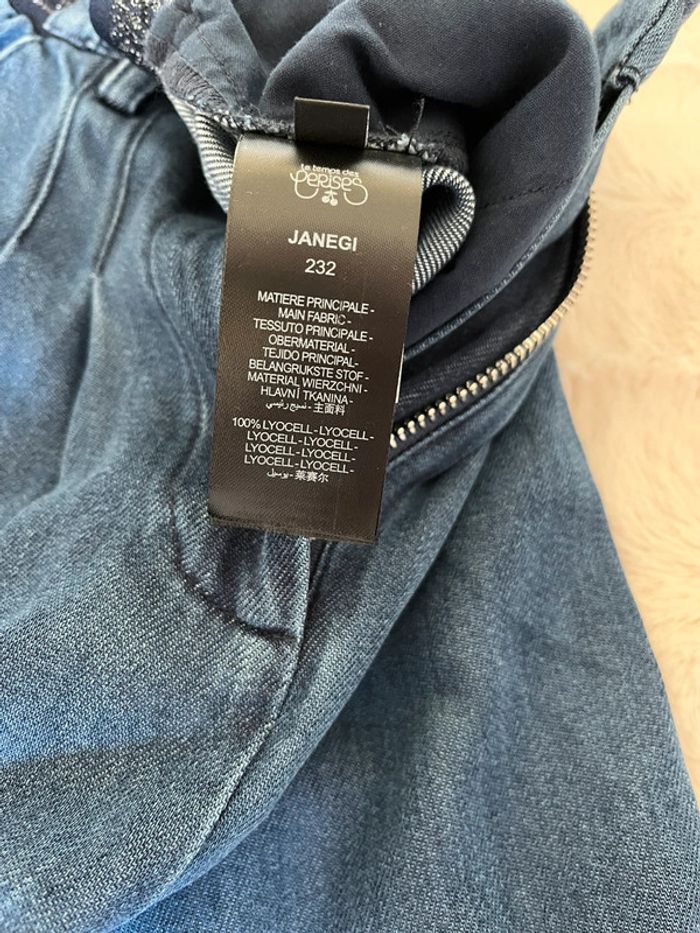 le temps des
cerises
JANEGI
232
MATIERE PRINCIPALE -
MAIN FABRIC -
TESSUTO PRINCIPALE -
OBERMATERIAL -
TEJIDO PRINCIPAL -
BELANGRIJKSTE STOF -
MATERIAL WIERZCHNI -
HLAVNÍ TKANINA -
نسيج رئيسي - 主面料
100% LYOCELL - LYOCELL -
LYOCELL - LYOCELL -
LYOCELL - LYOCELL -
LYOCELL - LYOCELL -
莱赛尔 -